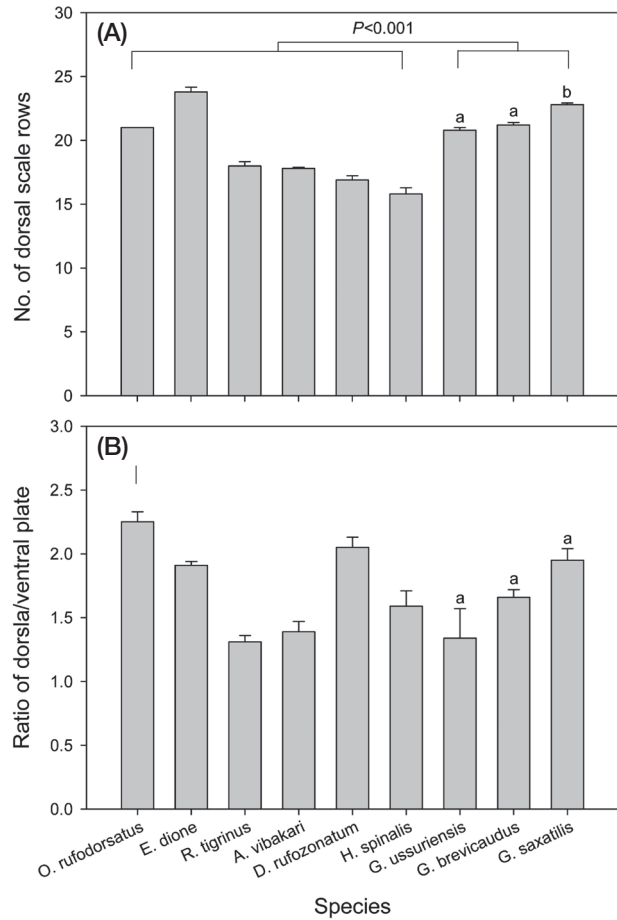 (A)
P<0.001
30
25
20
15
10
5
0
No. of dorsal scale rows
a
a
b
(B)
3.0
2.5
2.0
1.5
1.0
0.5
0.0
Ratio of dorsla/ventral plate
a
a
a
O. rufodorsatus
E. dione
R. tigrinus
A. vibakari
D. rufozonatum
H. spinalis
G. ussuriensis
G. brevicaudus
G. saxatilis
Species